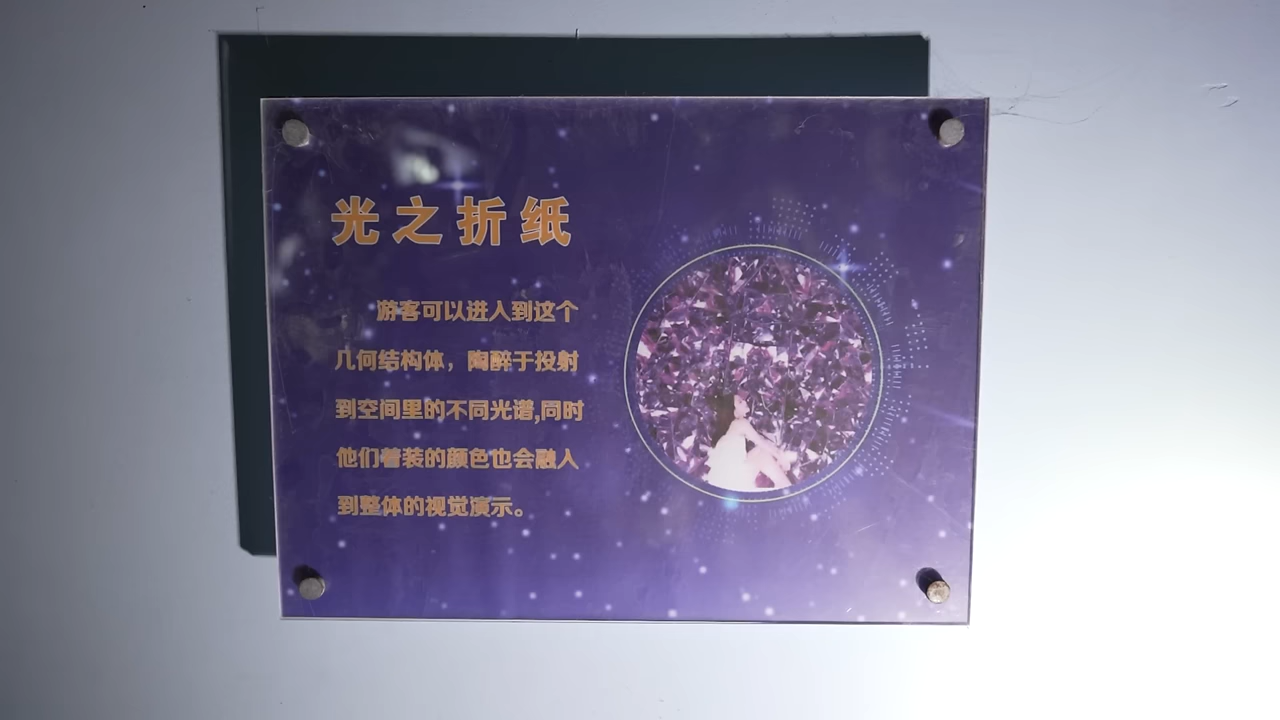 光之折纸
游客可以进入到这个
几何结构体，陶醉于投射
到空间里的不同光谱,同时
他们着装的颜色也会融入
到整体的视觉演示。